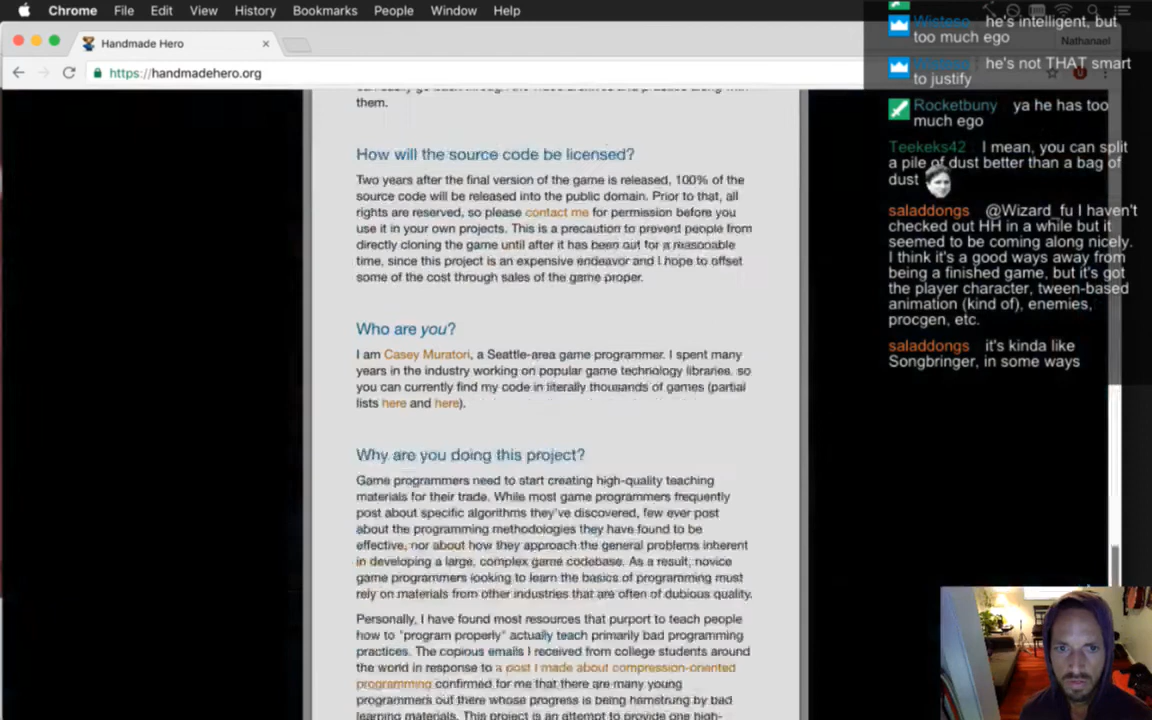 Chrome File Edit View History Bookmarks People Window Help
Handmade Hero
Nathanael
https://handmadehero.org
them.
How will the source code be licensed?
Two years after the final version of the game is released, 100% of the
source code will be released into the public domain. Prior to that, all
rights are reserved, so please contact me for permission before you
use it in your own projects. This is a precaution to prevent people from
directly cloning the game until after it has been out for a reasonable
time, since this project is an expensive endeavor and I hope to offset
some of the cost through sales of the game proper.
Who are you?
I am Casey Muratori, a Seattle-area game programmer. I spent many
years in the industry working on popular game technology libraries, so
you can currently find my code in literally thousands of games (partial
lists here and here).
Why are you doing this project?
Game programmers need to start creating high-quality teaching
materials for their trade. While most game programmers frequently
post about specific algorithms they've discovered, few ever post
about the programming methodologies they have found to be
effective, nor about how they approach the general problems inherent
in developing a large, complex game codebase. As a result, novice
game programmers looking to learn the basics of programming must
rely on materials from other industries that are often of dubious quality.
Personally, I have found most resources that purport to teach people
how to "program properly" actually teach primarily bad programming
practices. The copious emails I received from college students around
the world in response to a post I made about compression-oriented
programming confirmed for me that there are many young
programmers out there whose progress is being hamstrung by bad
learning materials. This project is an attempt to provide one high-
Wisteso he's intelligent, but
too much ego
he's not THAT smart
to justify
Rocketbuny ya he has too
much ego
Teekeks42 I mean, you can split
a pile of dust better than a bag of
dust
saladdongs @Wizard_fu I haven't
checked out HH in a while but it
seemed to be coming along nicely.
I think it's a good ways away from
being a finished game, but it's got
the player character, tween-based
animation (kind of), enemies,
procgen, etc.
saladdongs it's kinda like
Songbringer, in some ways